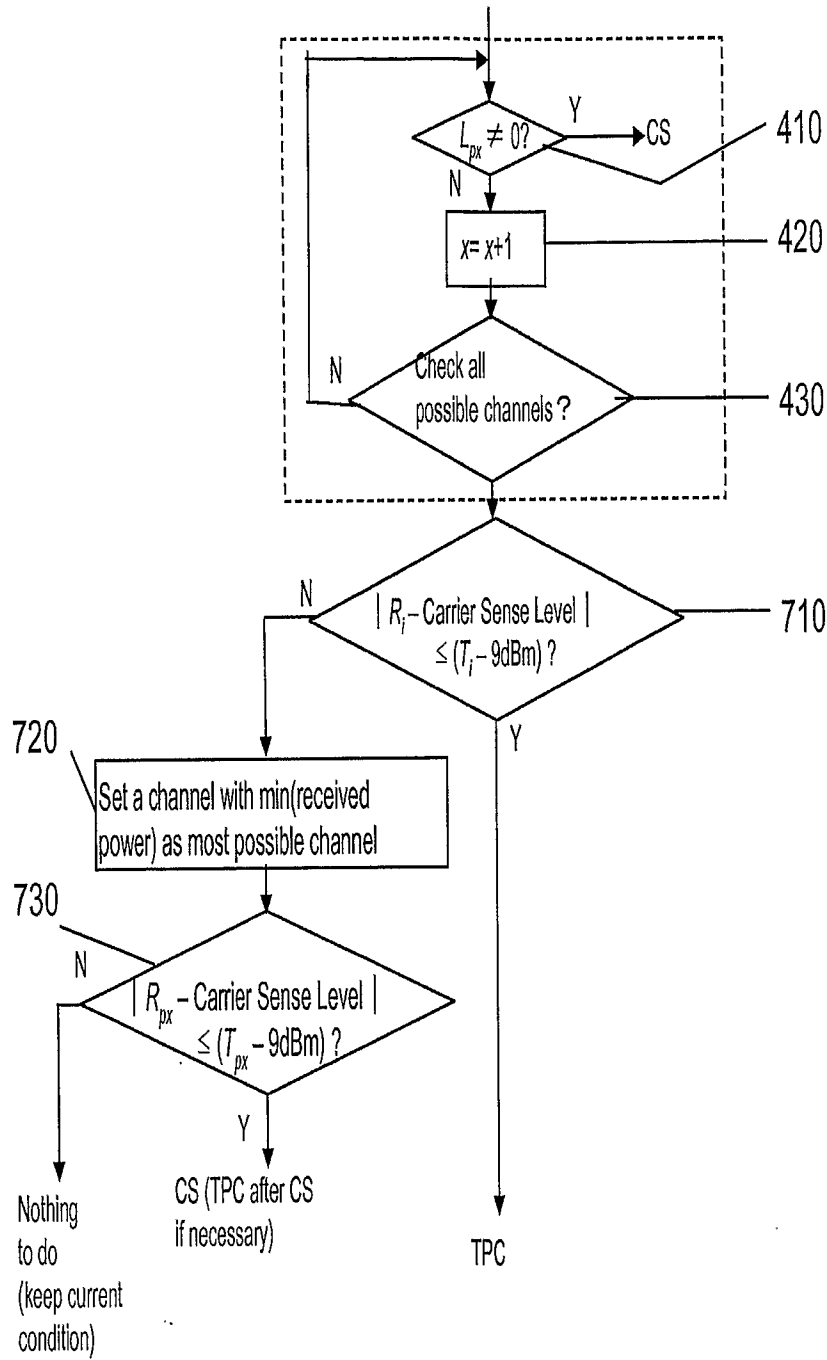 L_px ≠ 0?
Y
CS
410
N
x= x+1
420
N
Check all
possible channels ?
430
N
| R_i – Carrier Sense Level |
≤ (T_i – 9dBm) ?
710
Y
720
Set a channel with min(received
power) as most possible channel
730
N
| R_px – Carrier Sense Level |
≤ (T_px – 9dBm) ?
Y
CS (TPC after CS
if necessary)
Nothing
to do
(keep current
condition)
TPC